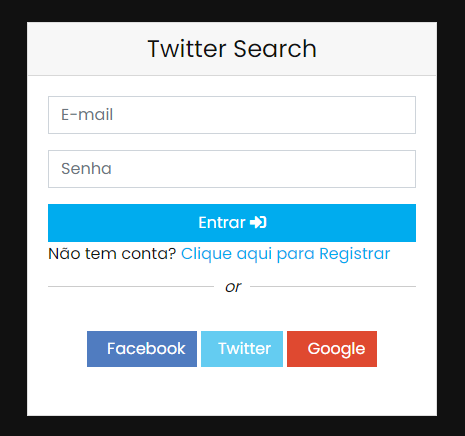 Twitter Search
E-mail
Senha
Entrar
Não tem conta? Clique aqui para Registrar
or
Facebook Twitter Google